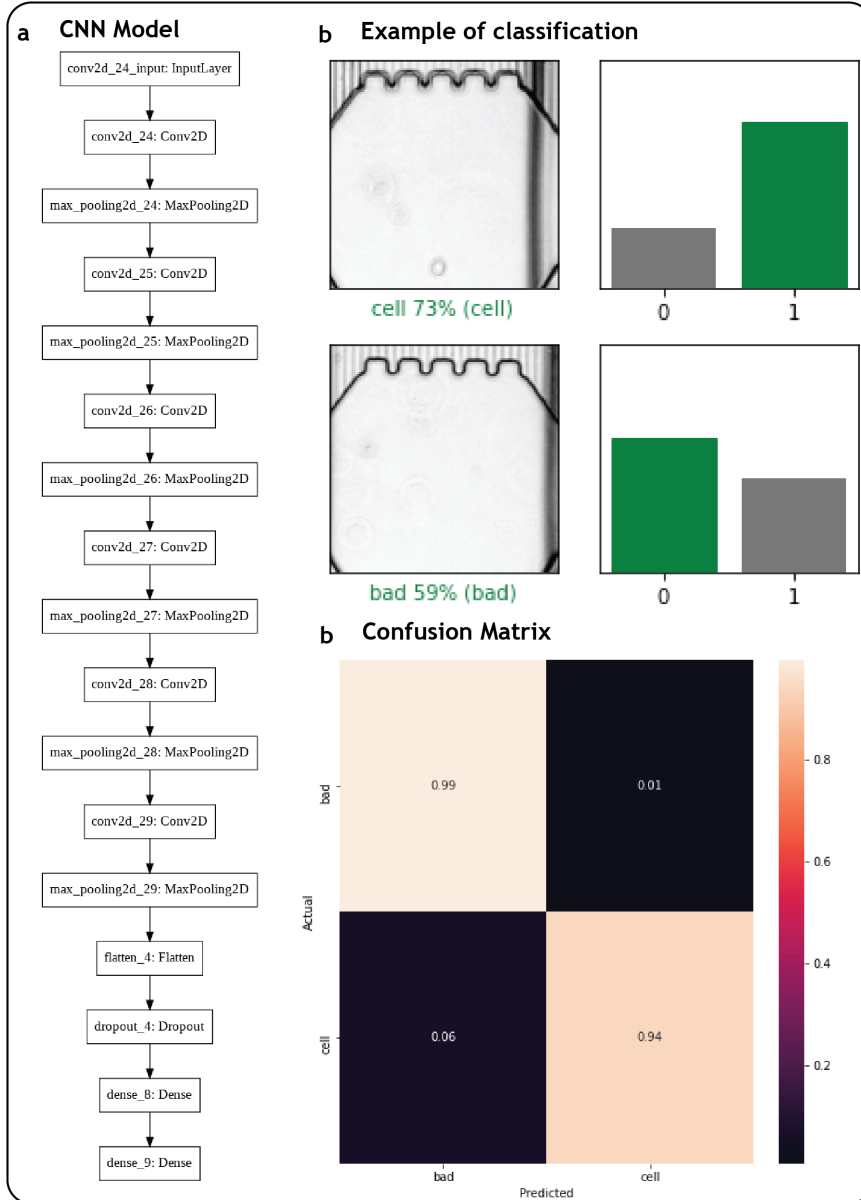 a CNN Model
conv2d_24_input: InputLayer
conv2d_24: Conv2D
max_pooling2d_24: MaxPooling2D
conv2d_25: Conv2D
max_pooling2d_25: MaxPooling2D
conv2d_26: Conv2D
max_pooling2d_26: MaxPooling2D
conv2d_27: Conv2D
max_pooling2d_27: MaxPooling2D
conv2d_28: Conv2D
max_pooling2d_28: MaxPooling2D
conv2d_29: Conv2D
max_pooling2d_29: MaxPooling2D
flatten_4: Flatten
dropout_4: Dropout
dense_8: Dense
dense_9: Dense
b Example of classification
cell 73% (cell)
0 1
bad 59% (bad)
0 1
b Confusion Matrix
Actual
bad
0.99 0.01
cell
0.06 0.94
bad cell
Predicted
0.8
0.6
0.4
0.2